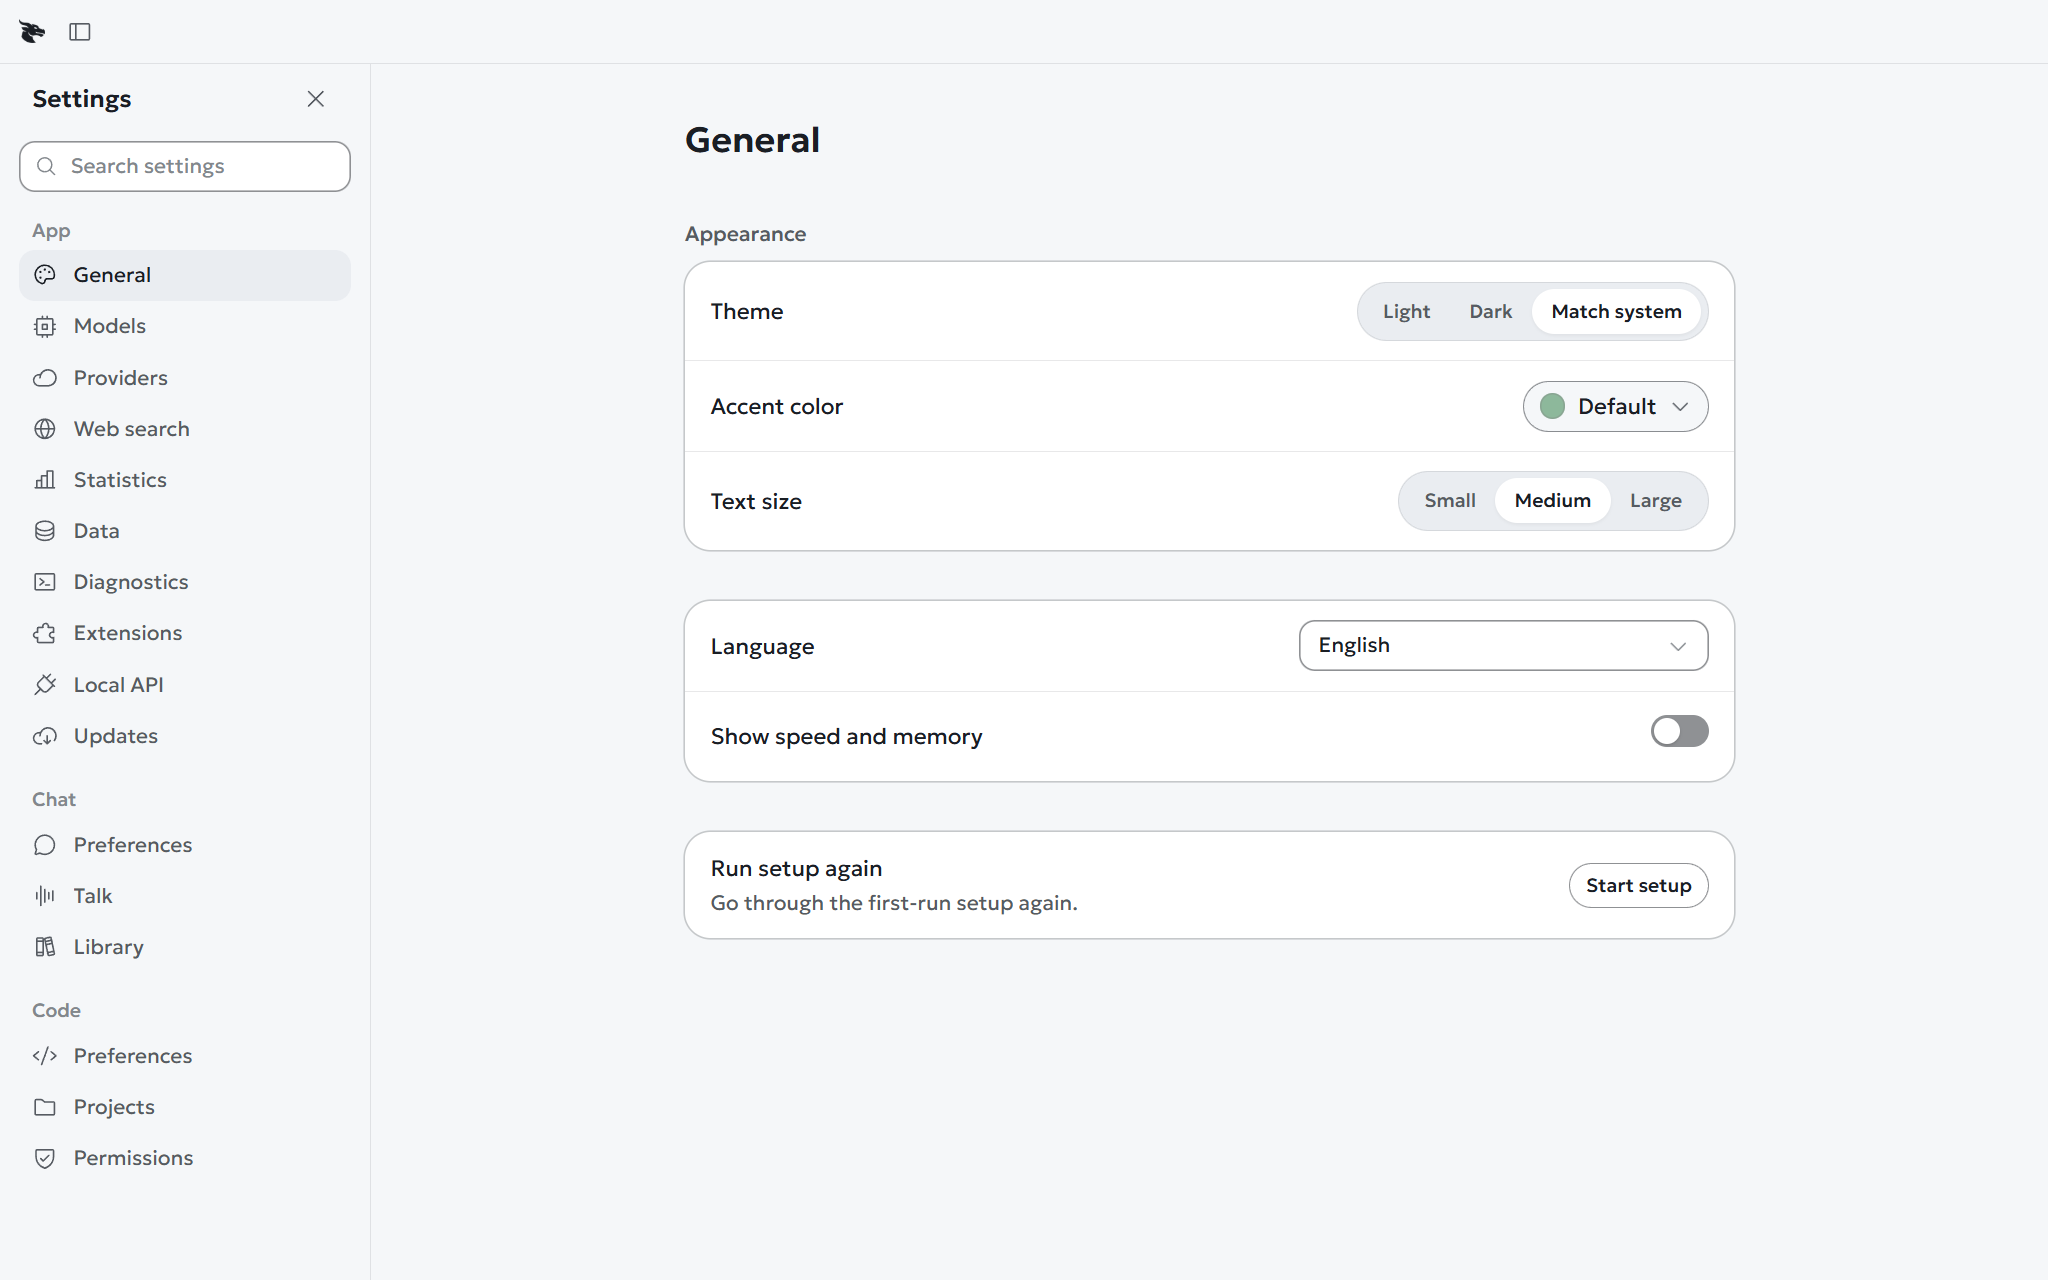 Settings
Search settings
App
General
Models
Providers
Web search
Statistics
Data
Diagnostics
Extensions
Local API
Updates
Chat
Preferences
Talk
Library
Code
Preferences
Projects
Permissions
General
Appearance
Theme
Light Dark Match system
Accent color
Default
Text size
Small Medium Large
Language
English
Show speed and memory
Run setup again
Go through the first-run setup again.
Start setup